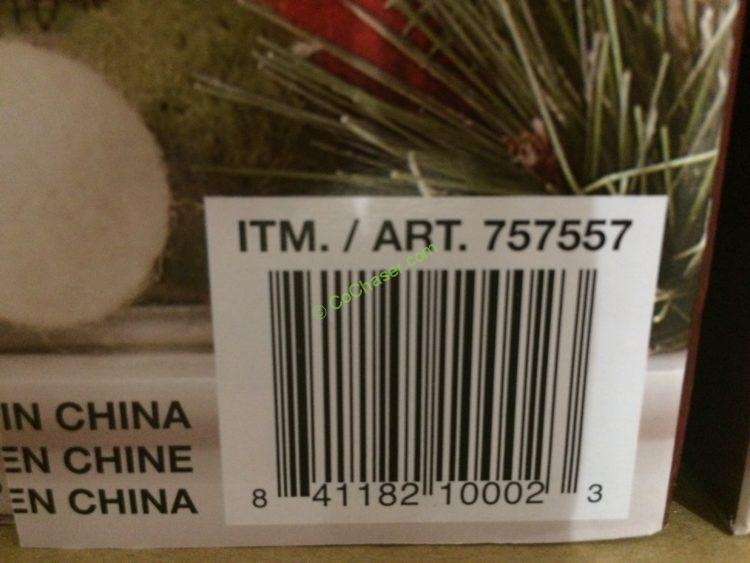 ITM. / ART. 757557
© CoChaser.com
8 41182 10002 3
IN CHINA
EN CHINE
EN CHINA